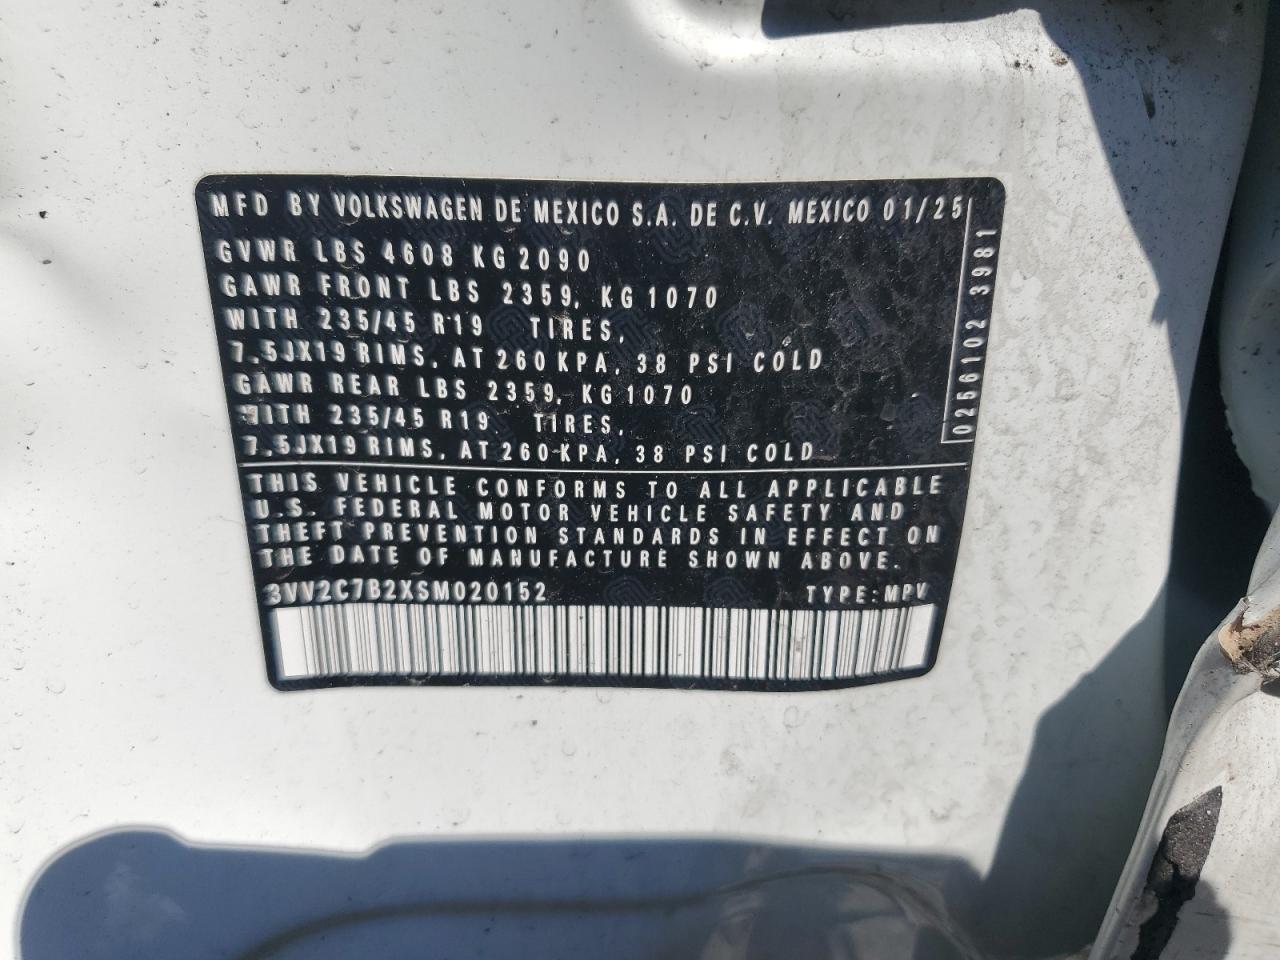 MFD BY VOLKSWAGEN DE MEXICO S.A. DE C.V. MEXICO 01/25
GVWR LBS 4608 KG 2090
GAWR FRONT LBS 2359, KG 1070
WITH 235/45 R19 TIRES,
7.5JX19 RIMS, AT 260 KPA, 38 PSI COLD
GAWR REAR LBS 2359, KG 1070
WITH 235/45 R19 TIRES,
7.5JX19 RIMS, AT 260 KPA, 38 PSI COLD
0256102 3981
THIS VEHICLE CONFORMS TO ALL APPLICABLE
U.S. FEDERAL MOTOR VEHICLE SAFETY AND
THEFT PREVENTION STANDARDS IN EFFECT ON
THE DATE OF MANUFACTURE SHOWN ABOVE.
3VV2C7B2XSM020152 TYPE: MPV